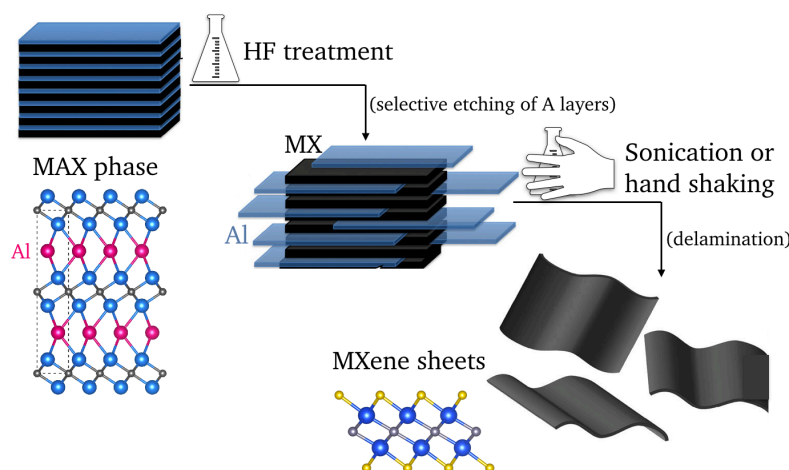 HF treatment
(selective etching of A layers)
MAX phase
MX
Sonication or
hand shaking
Al
Al
(delamination)
MXene sheets